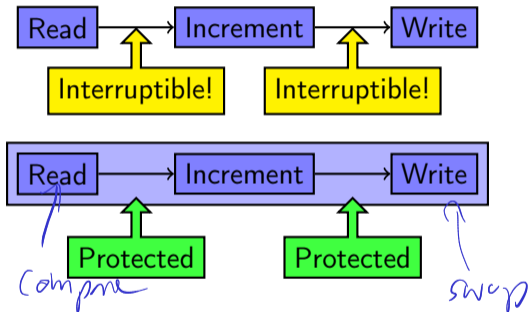 Read Increment Write
Interruptible! Interruptible!
Read Increment Write
Protected Protected
compare swap